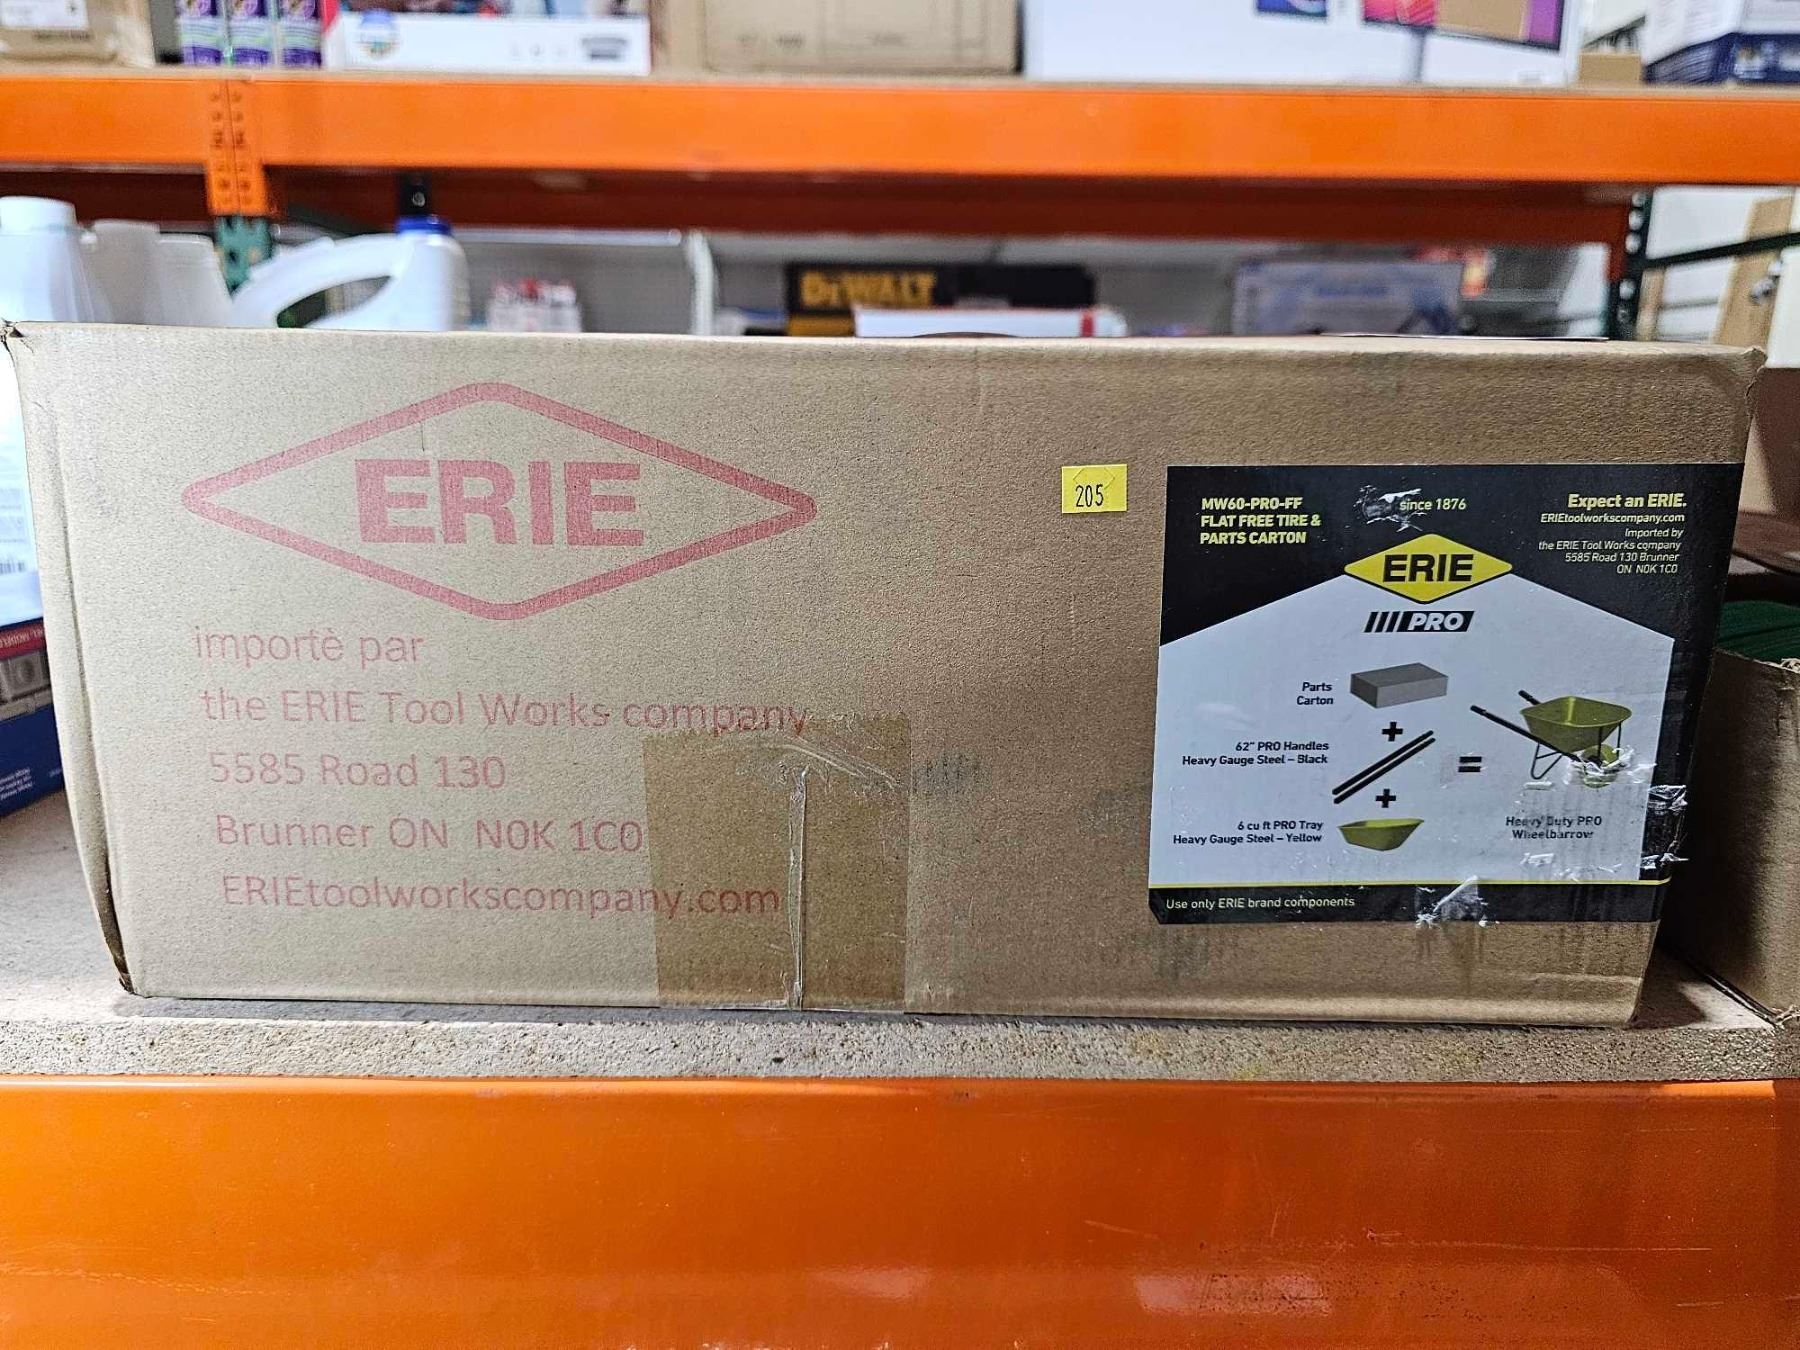 DEWALT
ERIE
importè par
the ERIE Tool Works company
5585 Road 130
Brunner ON N0K 1C0
ERIEtoolworkscompany.com
205
MW60-PRO-FF
FLAT FREE TIRE &
PARTS CARTON
since 1876
Expect an ERIE.
ERIEtoolworkscompany.com
Imported by
the ERIE Tool Works company
5585 Road 130 Brunner
ON N0K 1C0
ERIE
PRO
Parts
Carton
+
62" PRO Handles
Heavy Gauge Steel – Black
=
+
6 cu ft PRO Tray
Heavy Gauge Steel – Yellow
Heavy Duty PRO
Wheelbarrow
Use only ERIE brand components